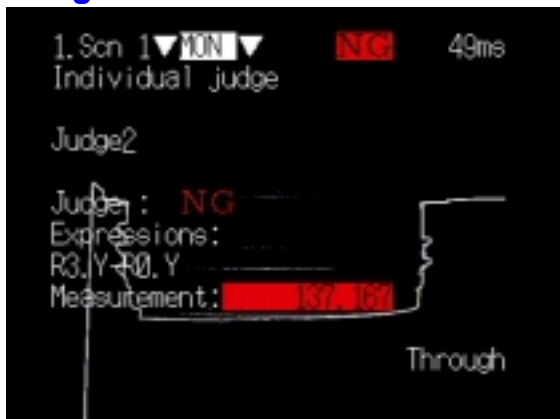 1.Scn 1▼MON ▼ NG 49ms
Individual judge
Judge2
Judge : NG
Expressions:
R3.Y-R0.Y
Measurement: 137.167
Through